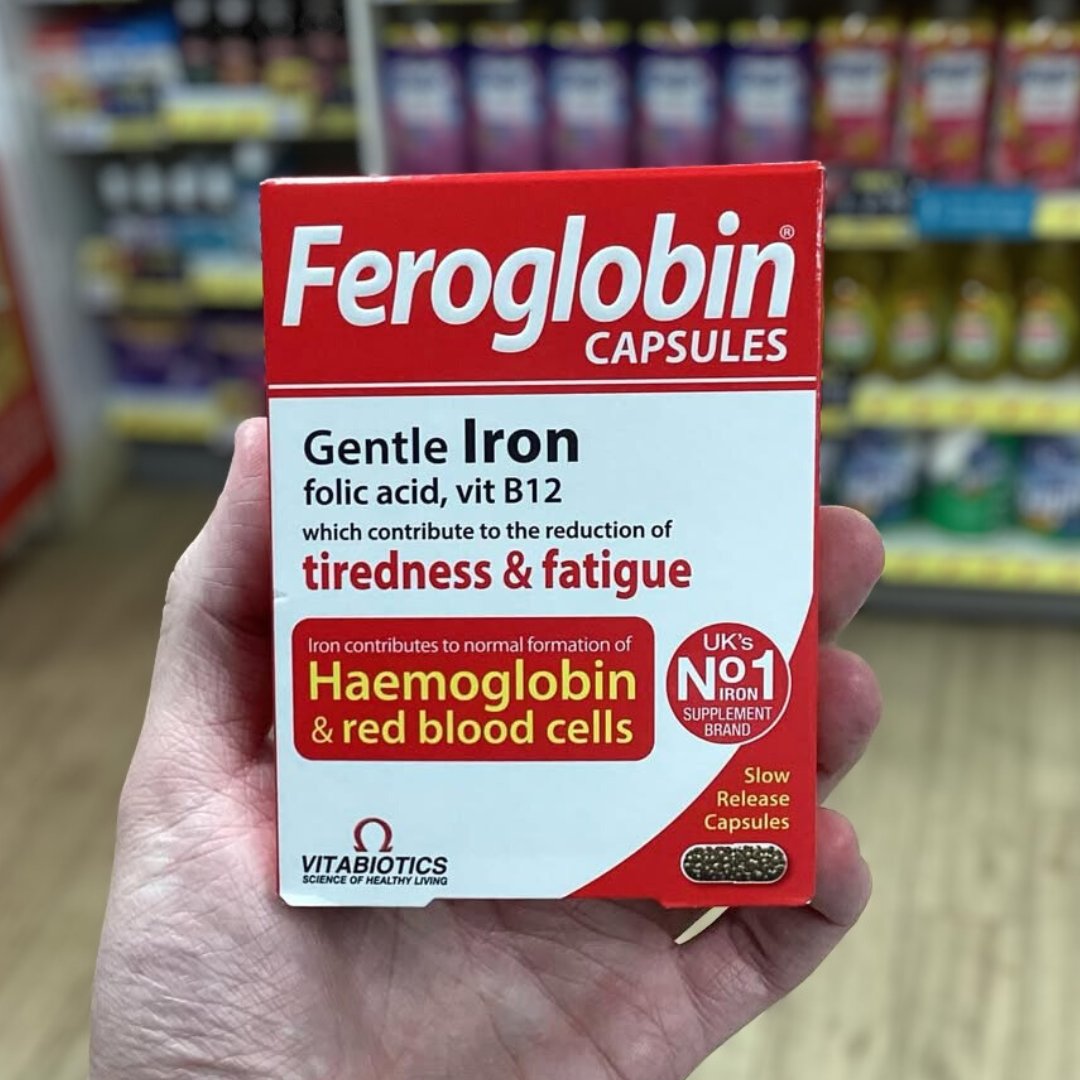 Feroglobin®
CAPSULES
Gentle Iron
folic acid, vit B12
which contribute to the reduction of
tiredness & fatigue
Iron contributes to normal formation of
Haemoglobin
& red blood cells
UK's
No1
IRON
SUPPLEMENT
BRAND
Slow
Release
Capsules
VITABIOTICS
SCIENCE OF HEALTHY LIVING